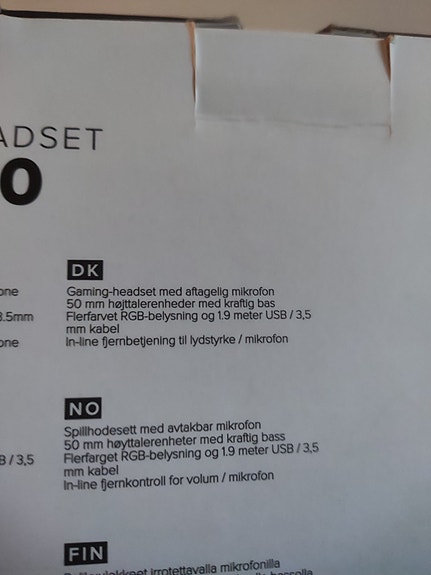 ADSET
0
DK
Gaming-headset med aftagelig mikrofon
50 mm højttalerenheder med kraftig bas
Flerfarvet RGB-belysning og 1.9 meter USB / 3,5
mm kabel
In-line fjernbetjening til lydstyrke / mikrofon
one
3.5mm
one
NO
Spillhodesett med avtakbar mikrofon
50 mm høyttalerenheter med kraftig bass
Flerfarget RGB-belysning og 1.9 meter USB / 3,5
mm kabel
In-line fjernkontroll for volum / mikrofon
B / 3,5
FIN
irrotettavalla mikrofonilla